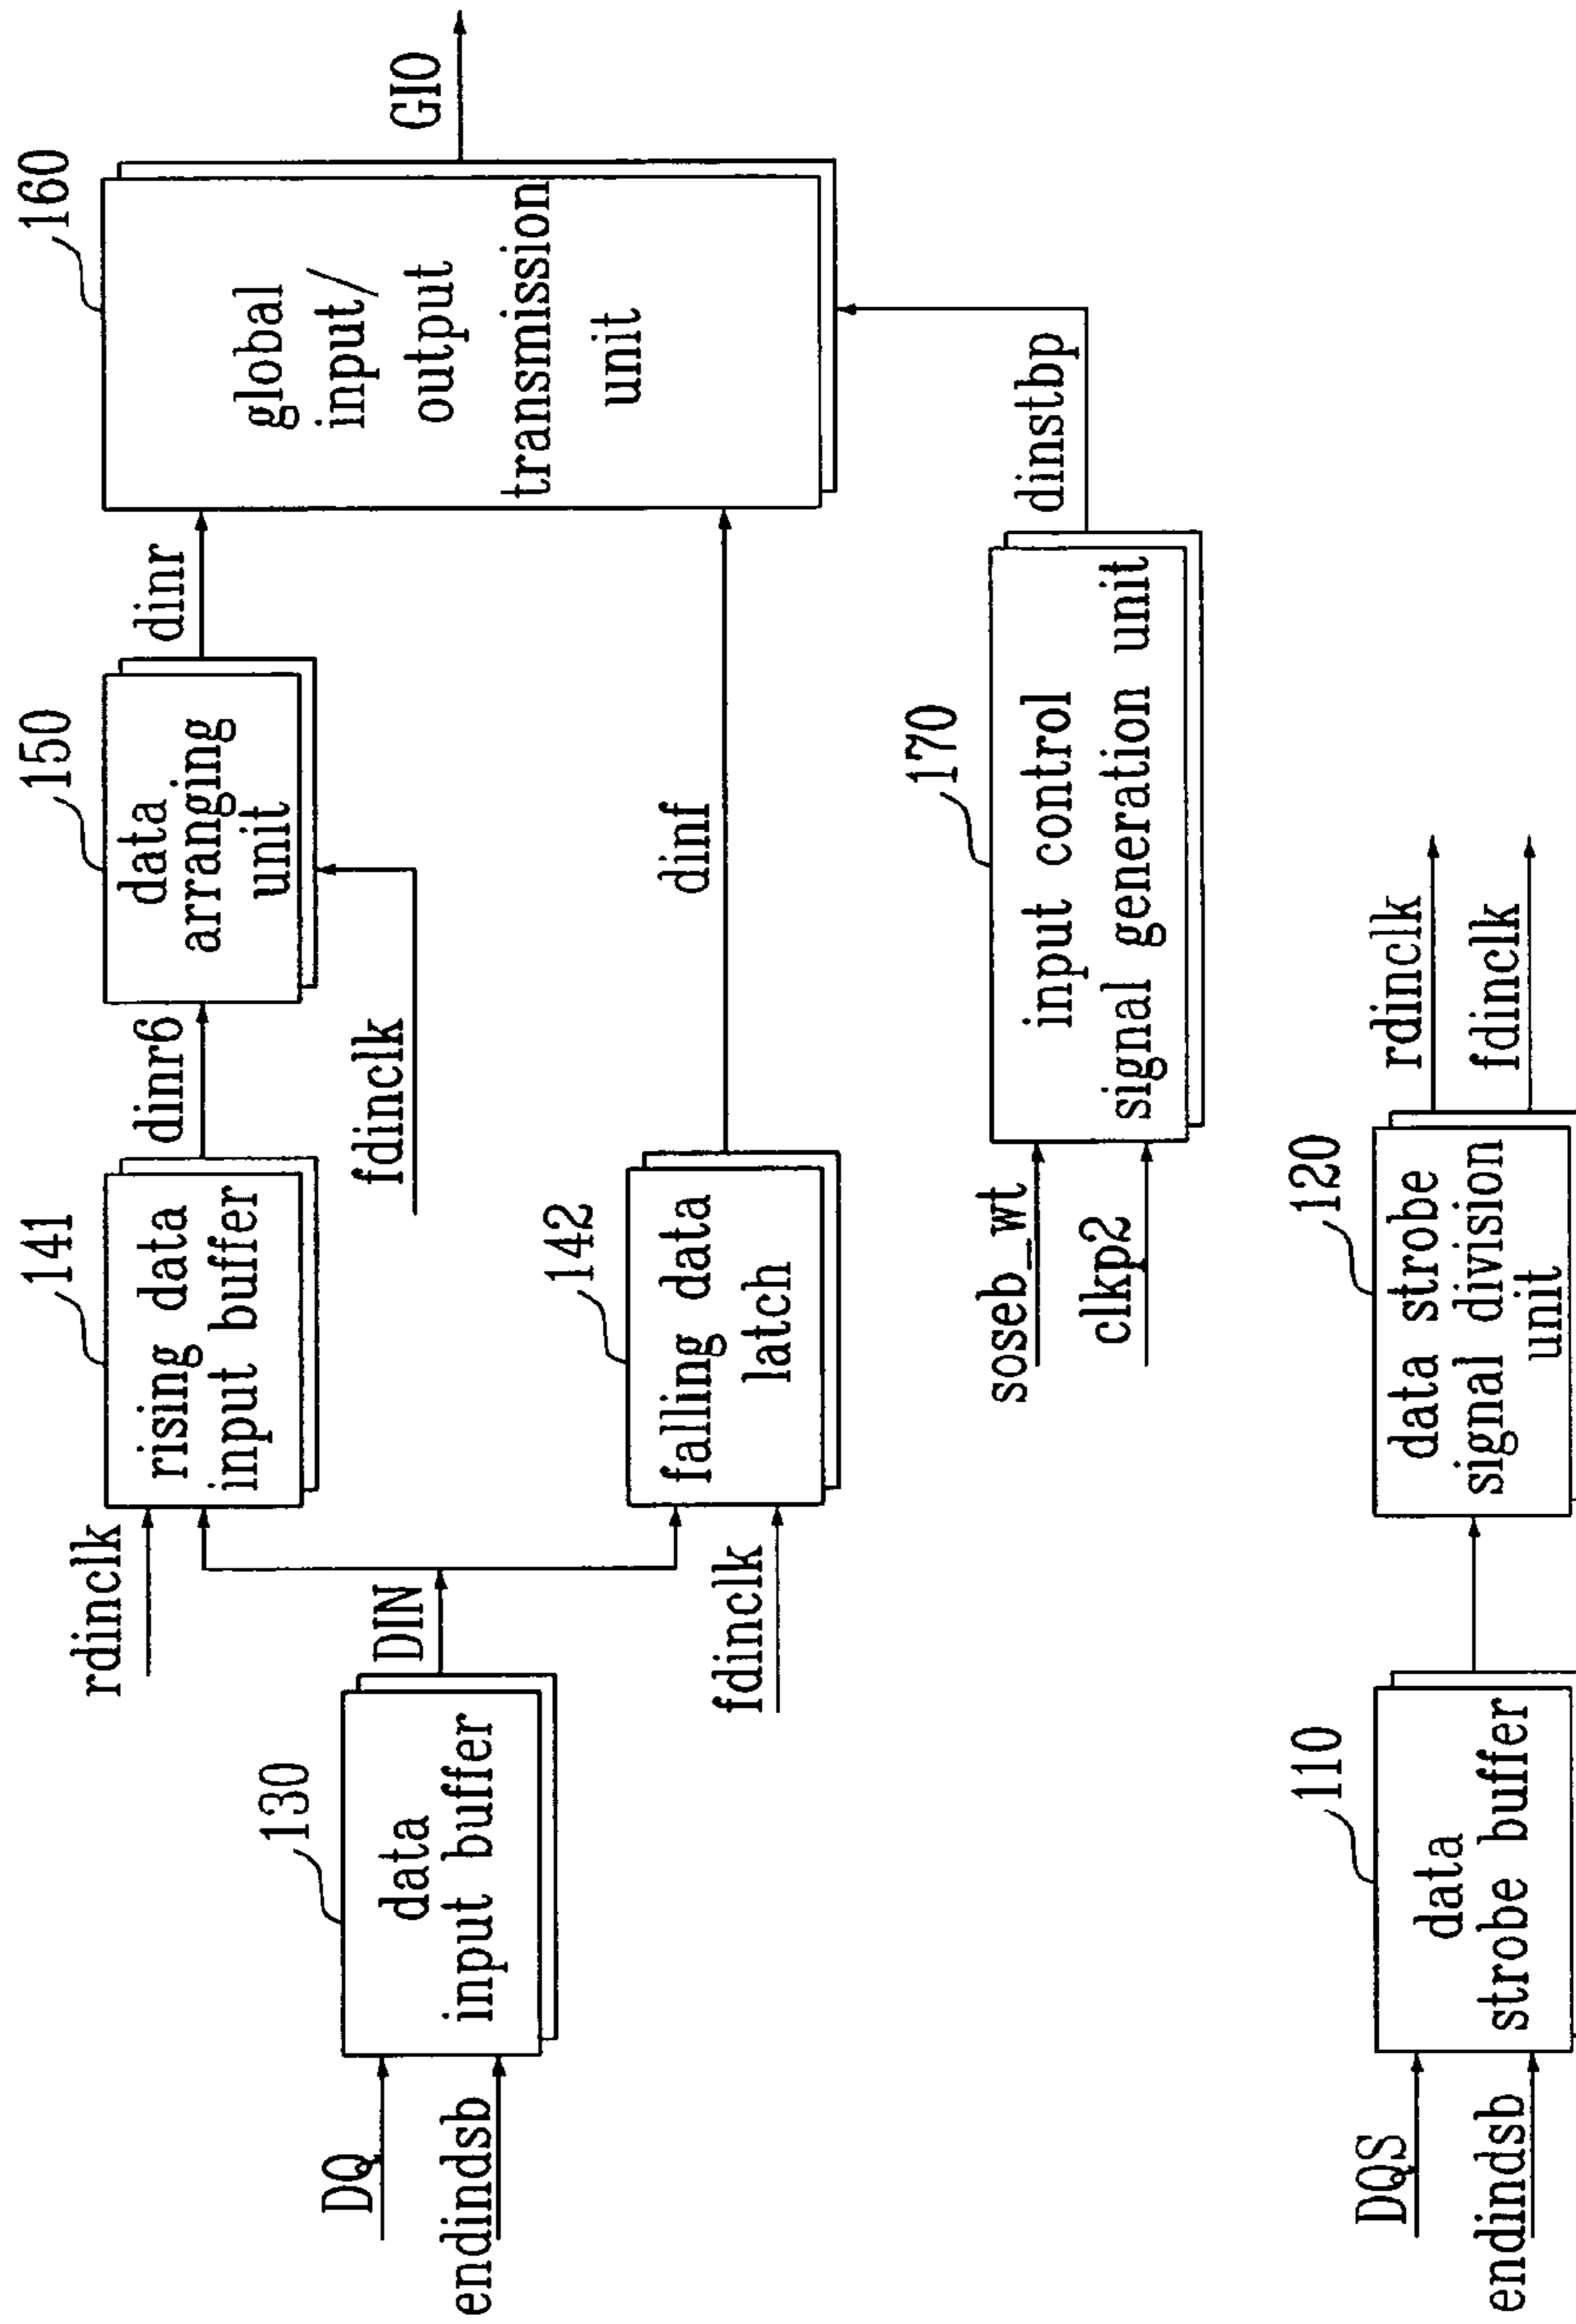 DQ
endindsb
130
data
input buffer
DIN
rdinclk
141
rising data
input buffer
dinr6
150
data
arranging
unit
fdinclk
dinr
fdinclk
142
falling data
latch
dinf
160
global
input/
output
transmission
unit
GIO
soseb_wt
clkp2
170
input control
signal generation unit
dinstbp
DQS
endindsb
110
data
strobe buffer
120
data strobe
signal division
unit
rdinclk
fdinclk